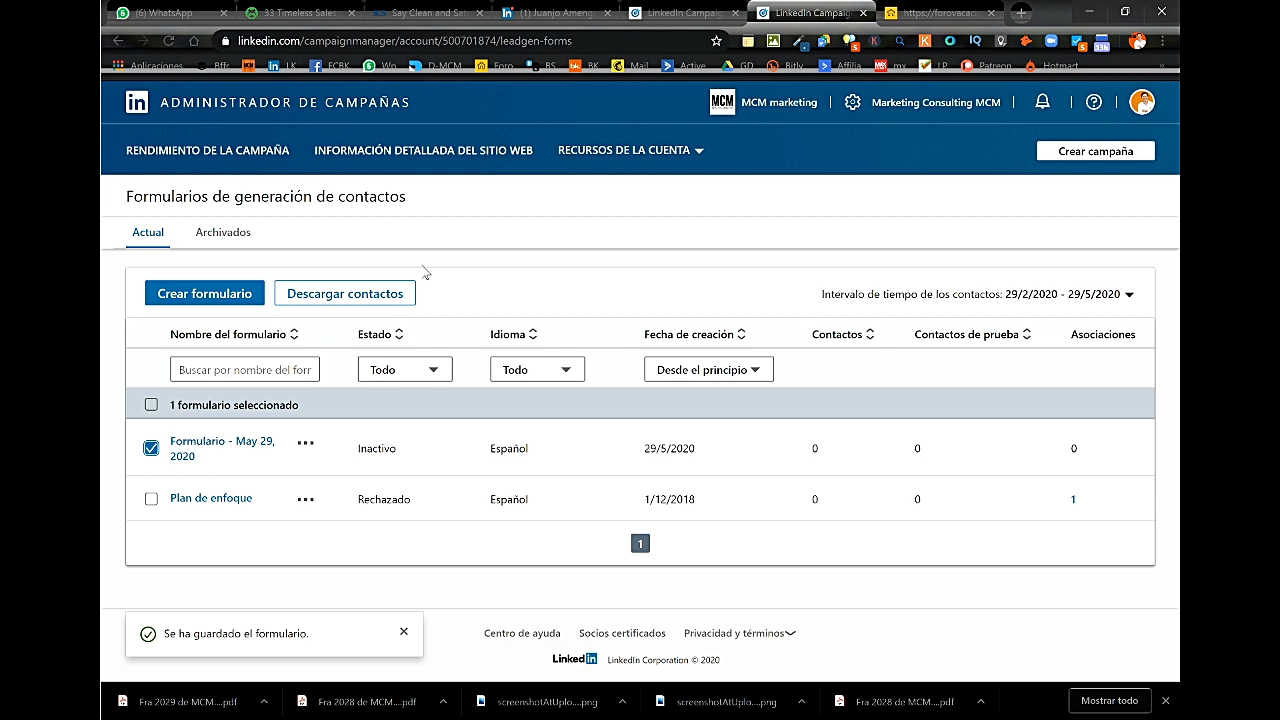 (6) WhatsApp
33 Timeless Sales
Say Clean and Saf
(1) Juanjo Ameng
LinkedIn Campaig
LinkedIn Campaig
https://forovacad
linkedin.com/campaignmanager/account/500701874/leadgen-forms
Aplicaciones Bffr LK FCBK Wp D-MCM Foro BS BK Mail Active GD Bitly Affilia mx LP Patreon Hotmart
ADMINISTRADOR DE CAMPAÑAS
MCM MCM marketing
Marketing Consulting MCM
RENDIMIENTO DE LA CAMPAÑA INFORMACIÓN DETALLADA DEL SITIO WEB RECURSOS DE LA CUENTA
Crear campaña
Formularios de generación de contactos
Actual Archivados
Crear formulario Descargar contactos
Intervalo de tiempo de los contactos: 29/2/2020 - 29/5/2020
Nombre del formulario Estado Idioma Fecha de creación Contactos Contactos de prueba Asociaciones
Buscar por nombre del forr Todo Todo Desde el principio
1 formulario seleccionado
Formulario - May 29, 2020 Inactivo Español 29/5/2020 0 0 0
Plan de enfoque Rechazado Español 1/12/2018 0 0 1
1
Se ha guardado el formulario.
Centro de ayuda Socios certificados Privacidad y términos
LinkedIn LinkedIn Corporation © 2020
Fra 2029 de MCM....pdf Fra 2028 de MCM....pdf screenshotAtUplo....png screenshotAtUplo....png Fra 2028 de MCM....pdf Mostrar todo